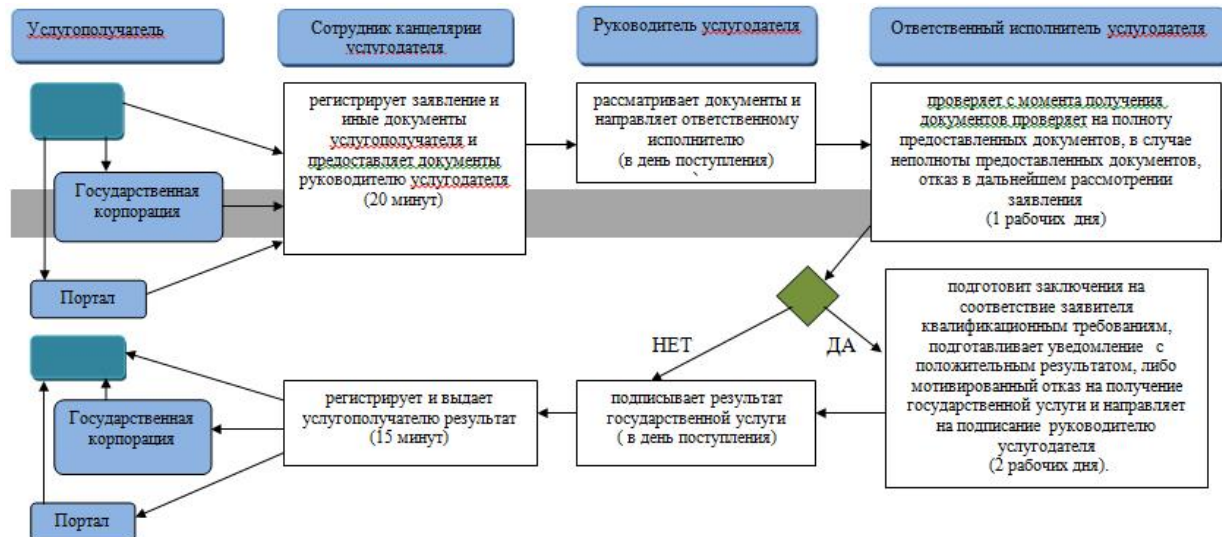 Услугополучатель
Сотрудник канцелярии
услугодателя
Руководитель услугодателя
Ответственный исполнитель услугодателя
регистрирует заявление и
иные документы
услугополучателя и
предоставляет документы
руководителю услугодателя
(20 минут)
рассматривает документы и
направляет ответственному
исполнителю
(в день поступления)
`
проверяет с момента получения
документов проверяет на полноту
предоставленных документов, в случае
неполноты предоставленных документов,
отказ в дальнейшем рассмотрении
заявления
(1 рабочих дня)
Государственная
корпорация
Портал
НЕТ
ДА
подготовит заключения на
соответствие заявителя
квалификационным требованиям,
подготавливает уведомление с
положительным результатом, либо
мотивированный отказ на получение
государственной услуги и направляет
на подписание руководителю
услугодателя
(2 рабочих дня).
подписывает результат
государственной услуги
( в день поступления)
регистрирует и выдает
услугополучателю результат
(15 минут)
Государственная
корпорация
Портал